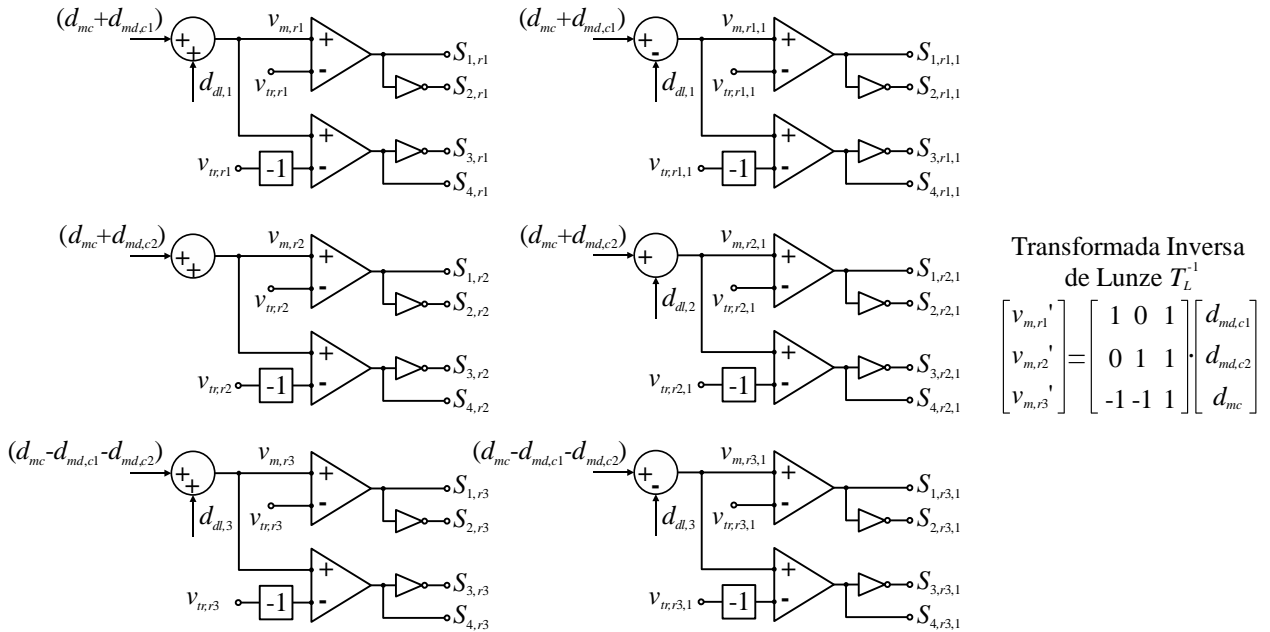 (d_mc+d_md,c1)
+
+
d_dl,1
v_m,r1
+
-
v_tr,r1
S_1,r1
S_2,r1
+
-
v_tr,r1
-1
S_3,r1
S_4,r1
(d_mc+d_md,c1)
+
-
d_dl,1
v_m,r1,1
+
-
v_tr,r1,1
S_1,r1,1
S_2,r1,1
+
-
v_tr,r1,1
-1
S_3,r1,1
S_4,r1,1
(d_mc+d_md,c2)
+
+
v_m,r2
+
-
v_tr,r2
S_1,r2
S_2,r2
+
-
v_tr,r2
-1
S_3,r2
S_4,r2
(d_mc+d_md,c2)
+
-
d_dl,2
v_m,r2,1
+
-
v_tr,r2,1
S_1,r2,1
S_2,r2,1
+
-
v_tr,r2,1
-1
S_3,r2,1
S_4,r2,1
(d_mc-d_md,c1-d_md,c2)
+
+
d_dl,3
v_m,r3
+
-
v_tr,r3
S_1,r3
S_2,r3
+
-
v_tr,r3
-1
S_3,r3
S_4,r3
(d_mc-d_md,c1-d_md,c2)
+
-
d_dl,3
v_m,r3,1
+
-
v_tr,r3,1
S_1,r3,1
S_2,r3,1
+
-
v_tr,r3,1
-1
S_3,r3,1
S_4,r3,1
Transformada Inversa
de Lunze T_L^-1
[v_m,r1'] [1 0 1] [d_md,c1]
[v_m,r2'] = [0 1 1] · [d_md,c2]
[v_m,r3'] [-1 -1 1] [d_mc]